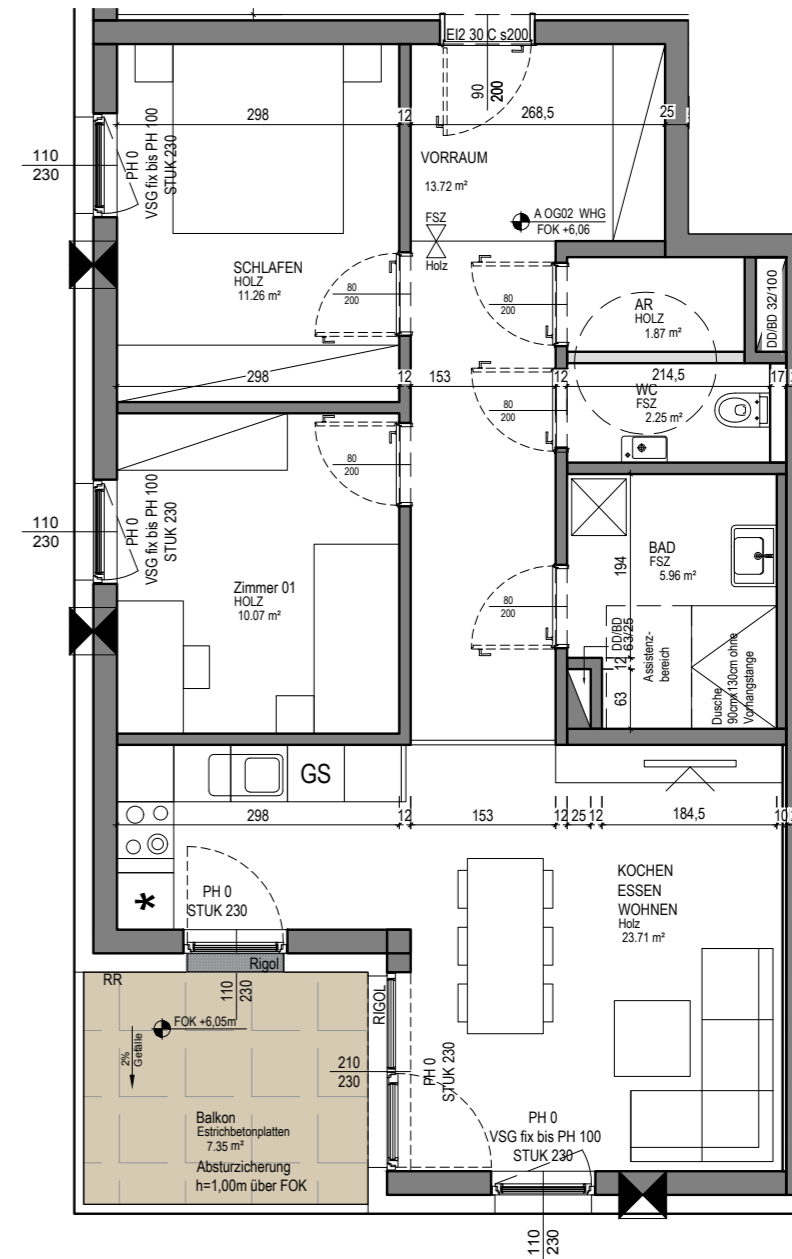 EI2 30 C s200
90
200
298
12
268,5
25
110
230
PH 0
VSG fix bis PH 100
STUK 230
VORRAUM
13.72 m²
A OG02 WHG
FOK +6,06
FSZ
Holz
SCHLAFEN
HOLZ
11.26 m²
80
200
80
200
AR
HOLZ
1.87 m²
DD/BD 32/100
298
12
153
12
214,5
17
80
200
80
200
WC
FSZ
2.25 m²
110
230
PH 0
VSG fix bis PH 100
STUK 230
Zimmer 01
HOLZ
10.07 m²
BAD
FSZ
5.96 m²
194
80
200
DD/BD
63/25
12
63
Assistenz-
bereich
Dusche
90cmx130cm ohne
Vorhangstange
GS
298
12
153
12
25
12
184,5
10
*
PH 0
STUK 230
KOCHEN
ESSEN
WOHNEN
Holz
23.71 m²
Rigol
RR
110
230
RIGOL
FOK +6,05m
2%
Gefälle
210
230
PH 0
STUK 230
Balkon
Estrichbetonplatten
7.35 m²
Absturzicherung
h=1,00m über FOK
PH 0
VSG fix bis PH 100
STUK 230
110
230